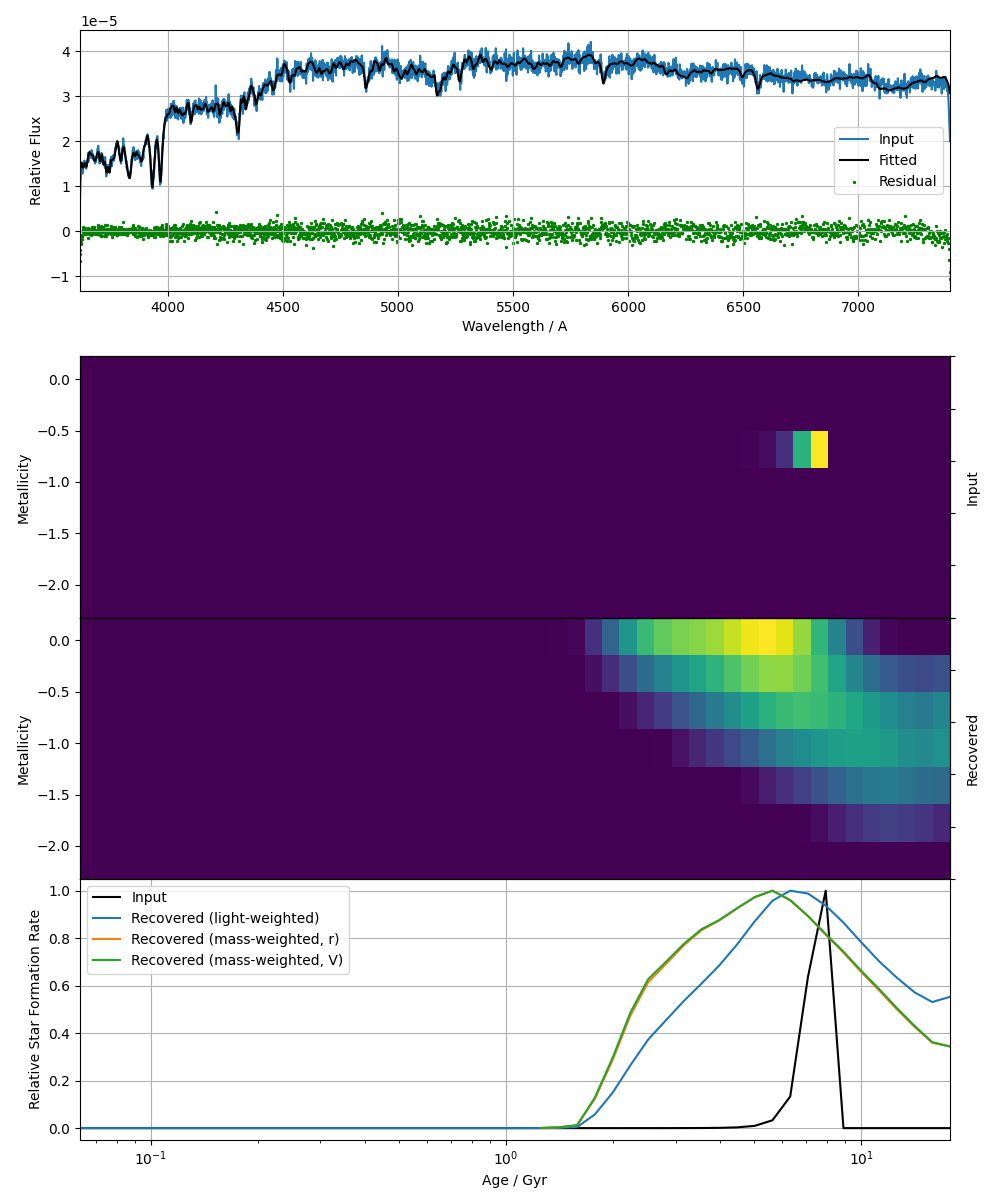 1e−5
4
3
2
1
0
−1
Relative Flux
Input
Fitted
Residual
4000 4500 5000 5500 6000 6500 7000
Wavelength / A
0.0
−0.5
−1.0
−1.5
−2.0
Metallicity
Input
0.0
−0.5
−1.0
−1.5
−2.0
Metallicity
Recovered
1.0
0.8
0.6
0.4
0.2
0.0
Relative Star Formation Rate
Input
Recovered (light-weighted)
Recovered (mass-weighted, r)
Recovered (mass-weighted, V)
10⁻¹ 10⁰ 10¹
Age / Gyr